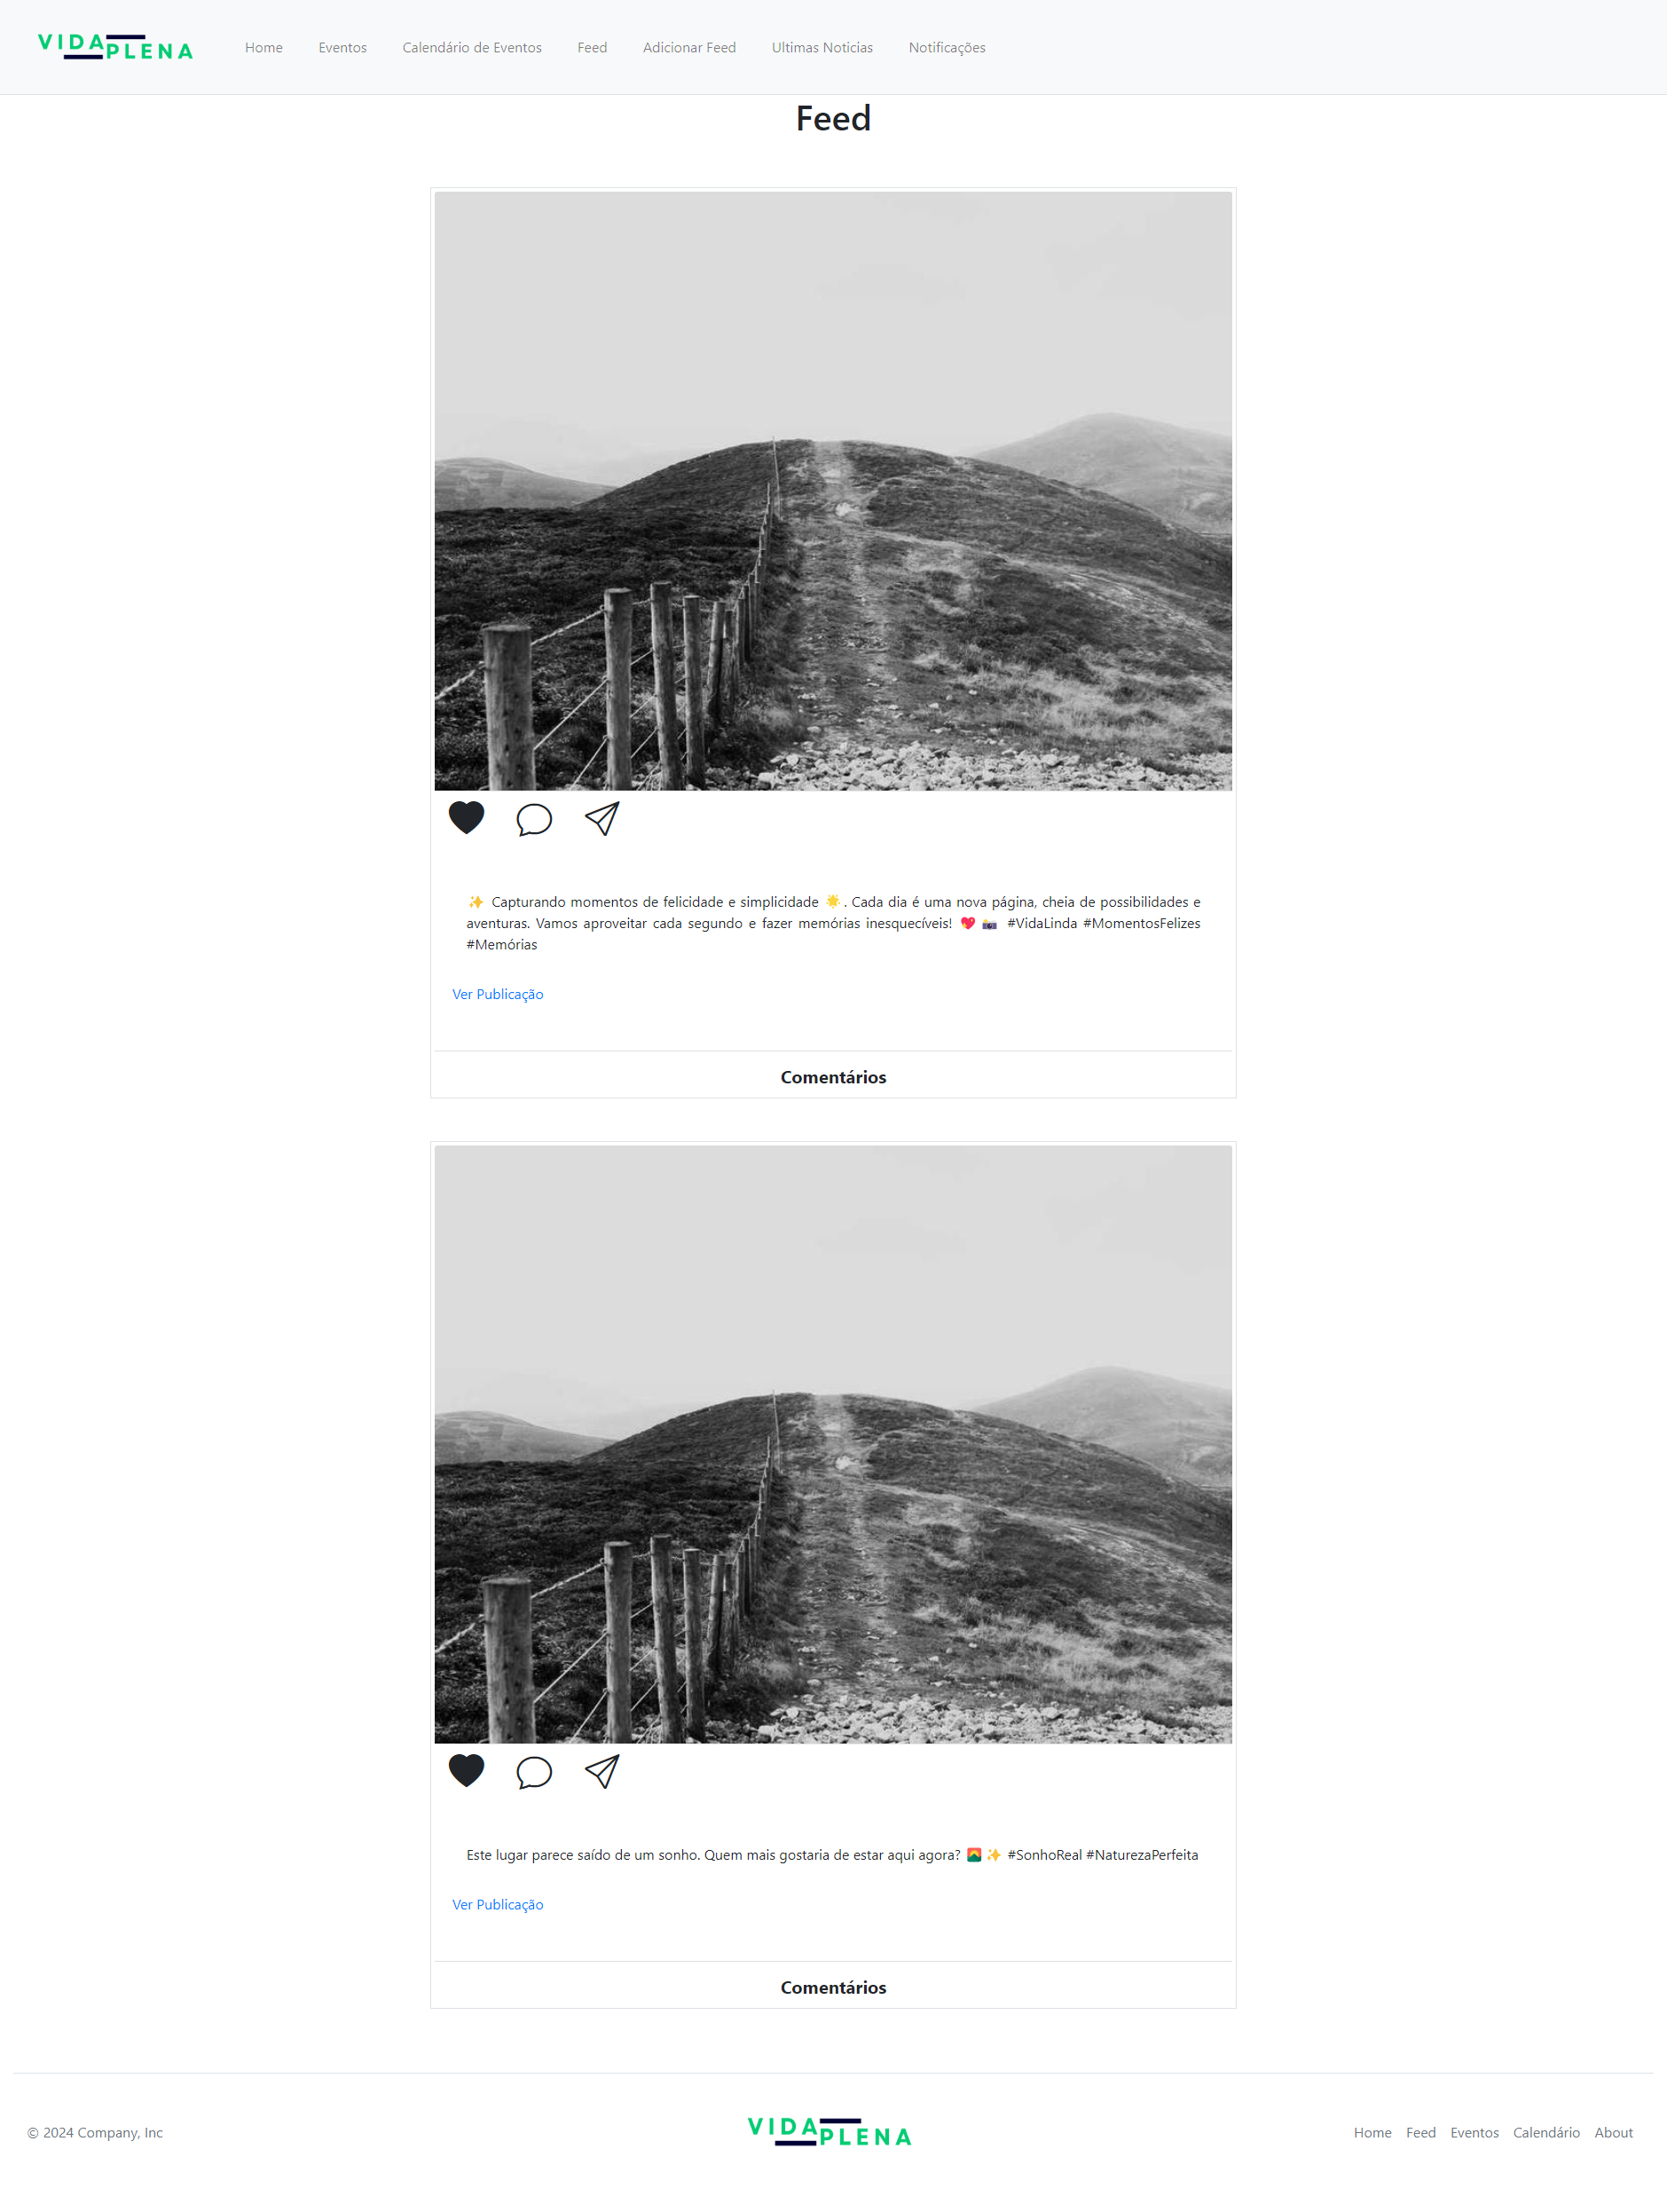 VIDA PLENA
Home Eventos Calendário de Eventos Feed Adicionar Feed Ultimas Noticias Notificações
Feed
✨ Capturando momentos de felicidade e simplicidade 🌟. Cada dia é uma nova página, cheia de possibilidades e
aventuras. Vamos aproveitar cada segundo e fazer memórias inesquecíveis! 💖📸 #VidaLinda #MomentosFelizes
#Memórias
Ver Publicação
Comentários
Este lugar parece saído de um sonho. Quem mais gostaria de estar aqui agora? 🌄✨ #SonhoReal #NaturezaPerfeita
Ver Publicação
Comentários
© 2024 Company, Inc
VIDA PLENA
Home Feed Eventos Calendário About